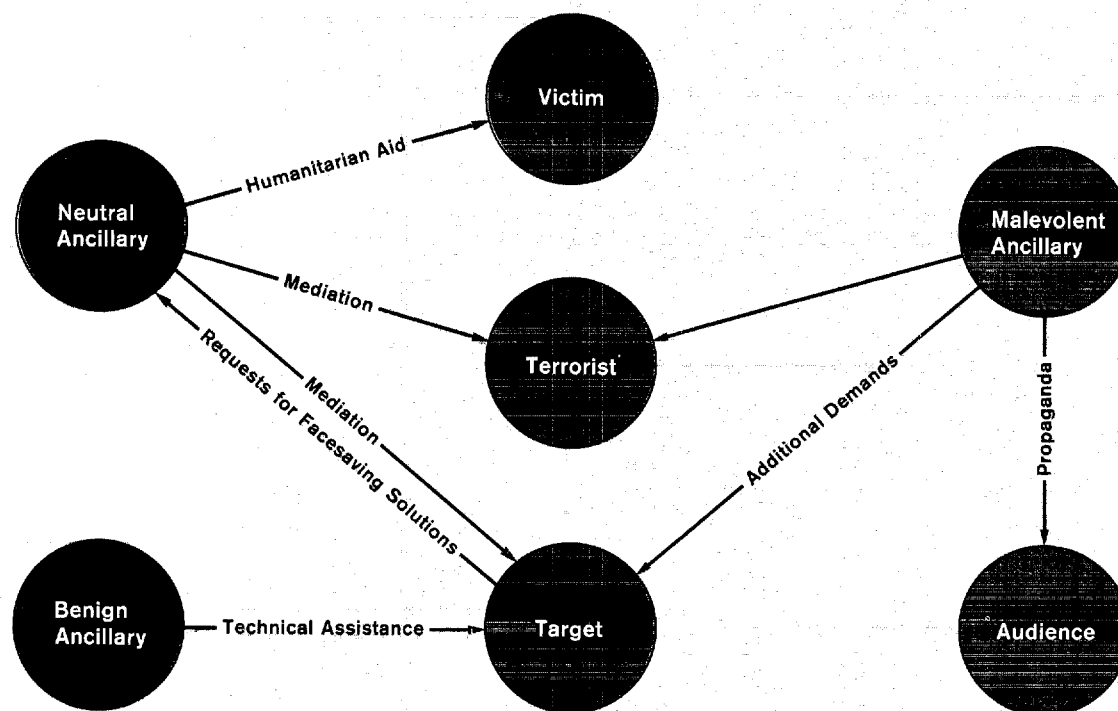 Victim
Humanitarian Aid
Neutral
Ancillary
Malevolent
Ancillary
Mediation
Terrorist
Requests for Facesaving Solutions
Mediation
Additional Demands
Propaganda
Benign
Ancillary
Technical Assistance
Target
Audience